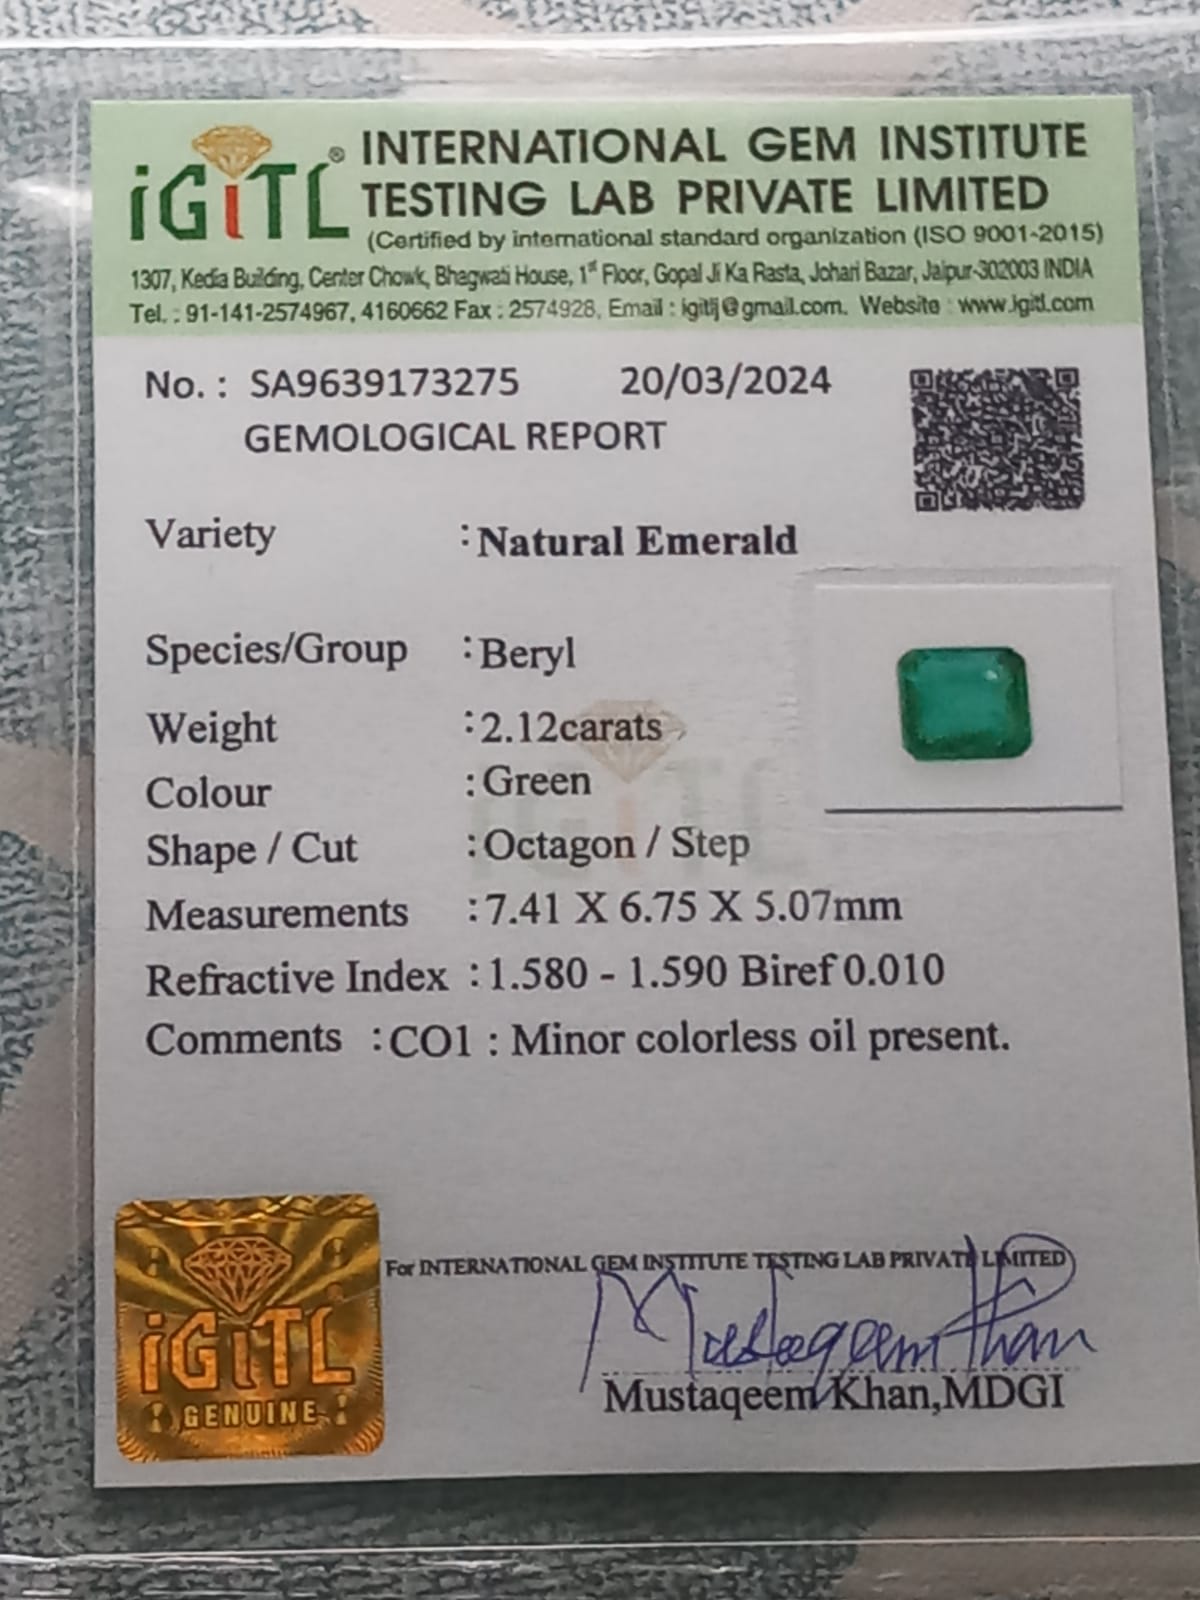 iGiTL® INTERNATIONAL GEM INSTITUTE
TESTING LAB PRIVATE LIMITED
(Certified by international standard organization (ISO 9001-2015)
1307, Kedia Building, Center Chowk, Bhagwati House, 1st Floor, Gopal Ji Ka Rasta, Johari Bazar, Jaipur-302003 INDIA
Tel. : 91-141-2574967, 4160662 Fax : 2574928, Email : igitlj@gmail.com. Website : www.igitl.com
No. : SA9639173275 20/03/2024
GEMOLOGICAL REPORT
Variety : Natural Emerald
Species/Group : Beryl
Weight : 2.12carats
Colour : Green
Shape / Cut : Octagon / Step
Measurements : 7.41 X 6.75 X 5.07mm
Refractive Index : 1.580 - 1.590 Biref 0.010
Comments : CO1 : Minor colorless oil present.
iGiTL
iGiTL
GENUINE
For INTERNATIONAL GEM INSTITUTE TESTING LAB PRIVATE LIMITED
Mustaqeem Khan
Mustaqeem Khan,MDGI